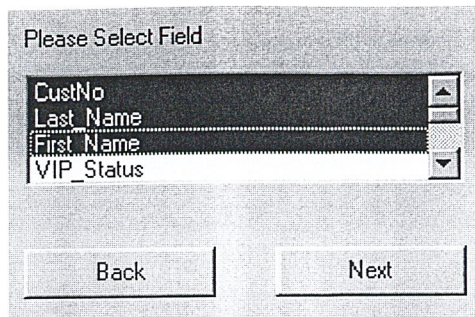 Please Select Field
CustNo
Last_Name
First_Name
VIP_Status
Back
Next